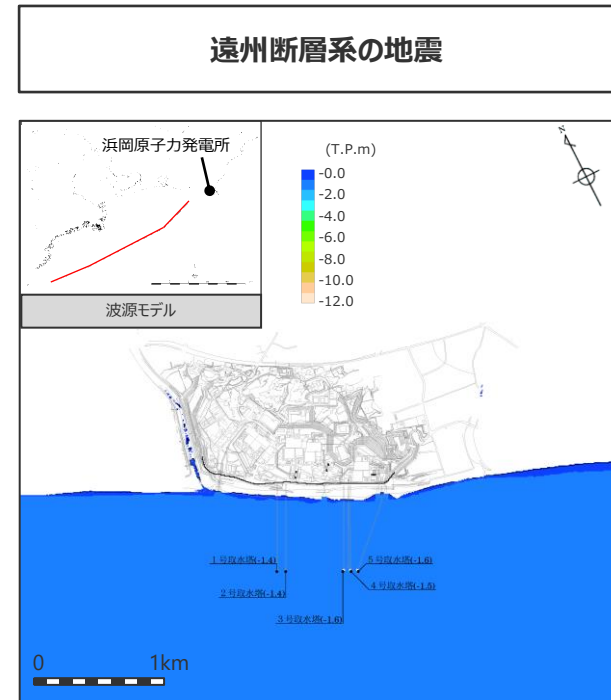 遠州断層系の地震
浜岡原子力発電所
波源モデル
(T.P.m)
-0.0
-2.0
-4.0
-6.0
-8.0
-10.0
-12.0
N
1号取水塔(-1.4)
2号取水塔(-1.4)
3号取水塔(-1.6)
4号取水塔(-1.5)
5号取水塔(-1.6)
0 1km